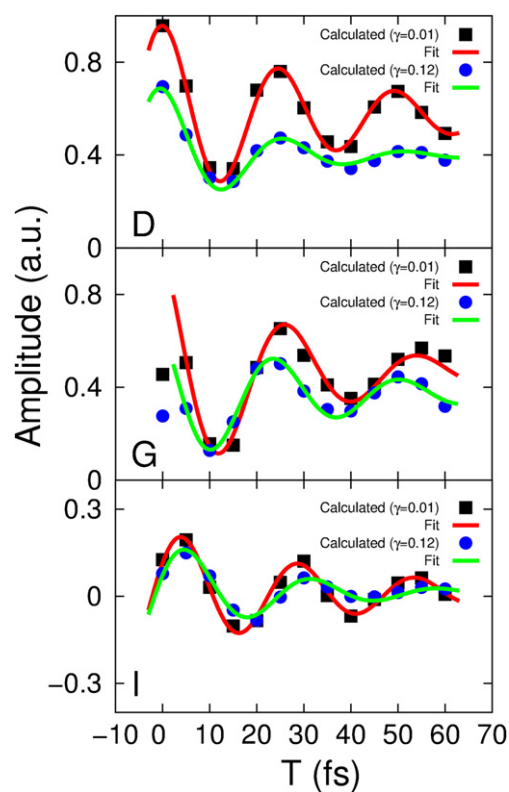 Calculated (γ=0.01)
Fit
Calculated (γ=0.12)
Fit
0.8
0.4
0
D
Calculated (γ=0.01)
Fit
Calculated (γ=0.12)
Fit
0.8
0.4
0
G
Amplitude (a.u.)
Calculated (γ=0.01)
Fit
Calculated (γ=0.12)
Fit
0.3
0
−0.3
I
−10 0 10 20 30 40 50 60 70
T (fs)